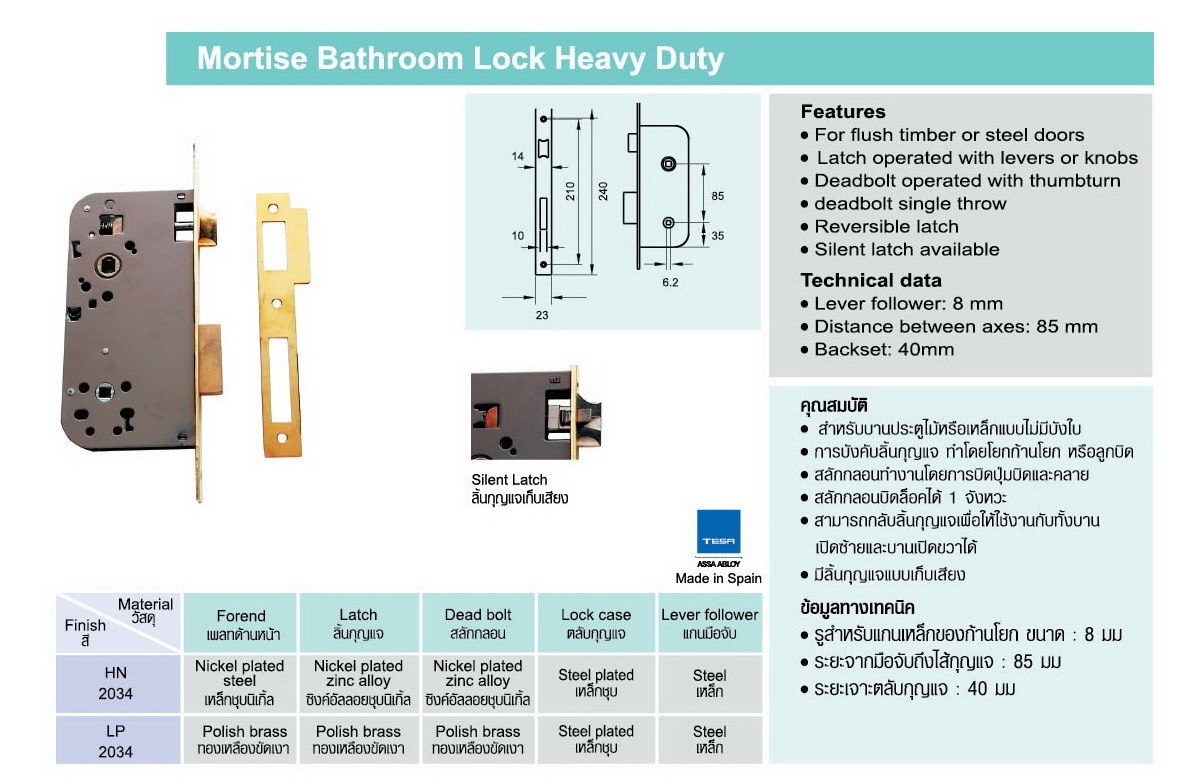 Mortise Bathroom Lock Heavy Duty
14
210
240
10
23
85
35
6.2
Features
• For flush timber or steel doors
• Latch operated with levers or knobs
• Deadbolt operated with thumbturn
• deadbolt single throw
• Reversible latch
• Silent latch available
Technical data
• Lever follower: 8 mm
• Distance between axes: 85 mm
• Backset: 40mm
Silent Latch
ลิ้นกุญแจเก็บเสียง
TESA
ASSA ABLOY
Made in Spain
คุณสมบัติ
• สำหรับบานประตูไม้หรือเหล็กแบบไม่มีบังใบ
• การบังคับลิ้นกุญแจ ทำโดยโยกก้านโยก หรือลูกบิด
• สลักกลอนทำงานโดยการบิดปุ่มบิดและคลาย
• สลักกลอนบิดล็อคได้ 1 จังหวะ
• สามารถกลับลิ้นกุญแจเพื่อให้ใช้งานกับทั้งบาน
เปิดซ้ายและบานเปิดขวาได้
• มีลิ้นกุญแจแบบเก็บเสียง
ข้อมูลทางเทคนิค
• รูสำหรับแกนเหล็กของก้านโยก ขนาด : 8 มม
• ระยะจากมือจับถึงไส้กุญแจ : 85 มม
• ระยะเจาะตลับกุญแจ : 40 มม
Material
วัสดุ
Finish
สี
Forend
เพลทด้านหน้า
Latch
ลิ้นกุญแจ
Dead bolt
สลักกลอน
Lock case
ตลับกุญแจ
Lever follower
แกนมือจับ
HN
2034
Nickel plated
steel
เหล็กชุบนิเกิ้ล
Nickel plated
zinc alloy
ซิงค์อัลลอยชุบนิเกิ้ล
Nickel plated
zinc alloy
ซิงค์อัลลอยชุบนิเกิ้ล
Steel plated
เหล็กชุบ
Steel
เหล็ก
LP
2034
Polish brass
ทองเหลืองขัดเงา
Polish brass
ทองเหลืองขัดเงา
Polish brass
ทองเหลืองขัดเงา
Steel plated
เหล็กชุบ
Steel
เหล็ก